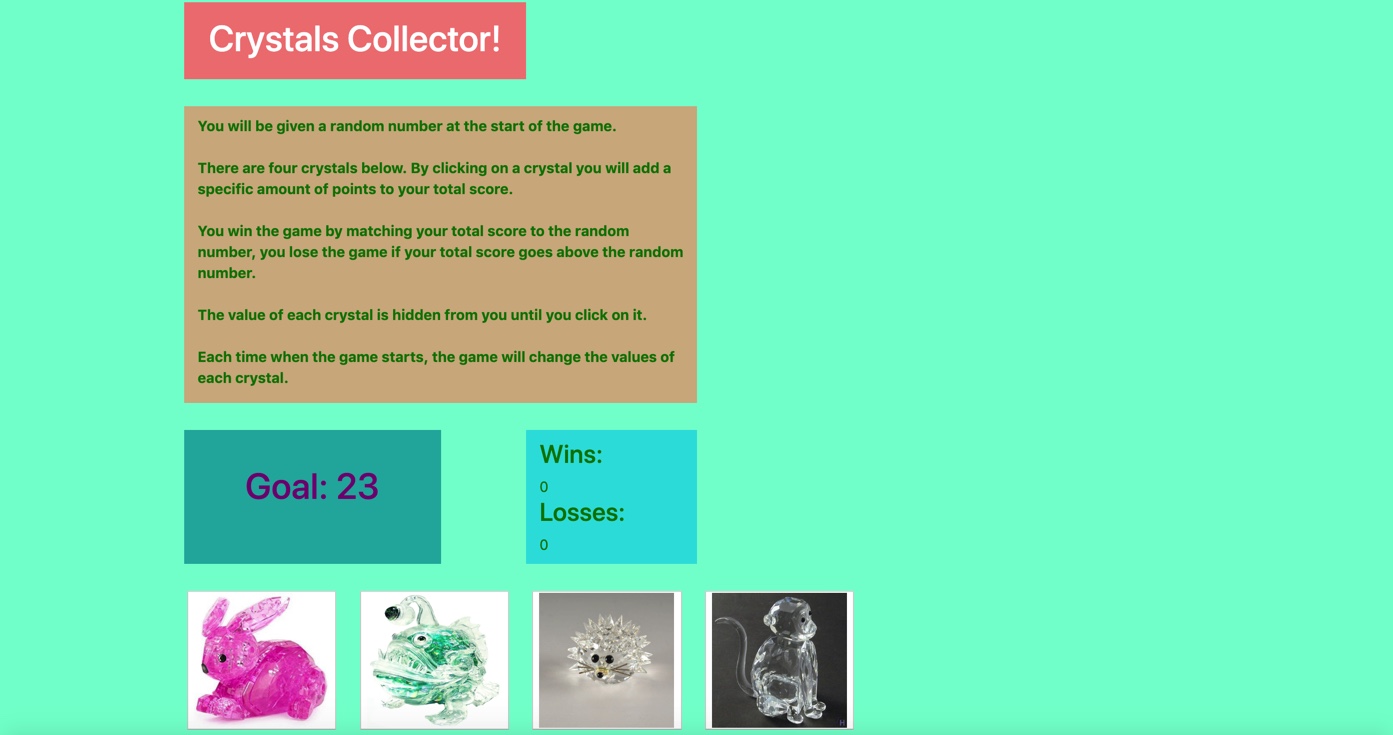 Crystals Collector!
You will be given a random number at the start of the game.
There are four crystals below. By clicking on a crystal you will add a
specific amount of points to your total score.
You win the game by matching your total score to the random
number, you lose the game if your total score goes above the random
number.
The value of each crystal is hidden from you until you click on it.
Each time when the game starts, the game will change the values of
each crystal.
Goal: 23
Wins:
0
Losses:
0
H